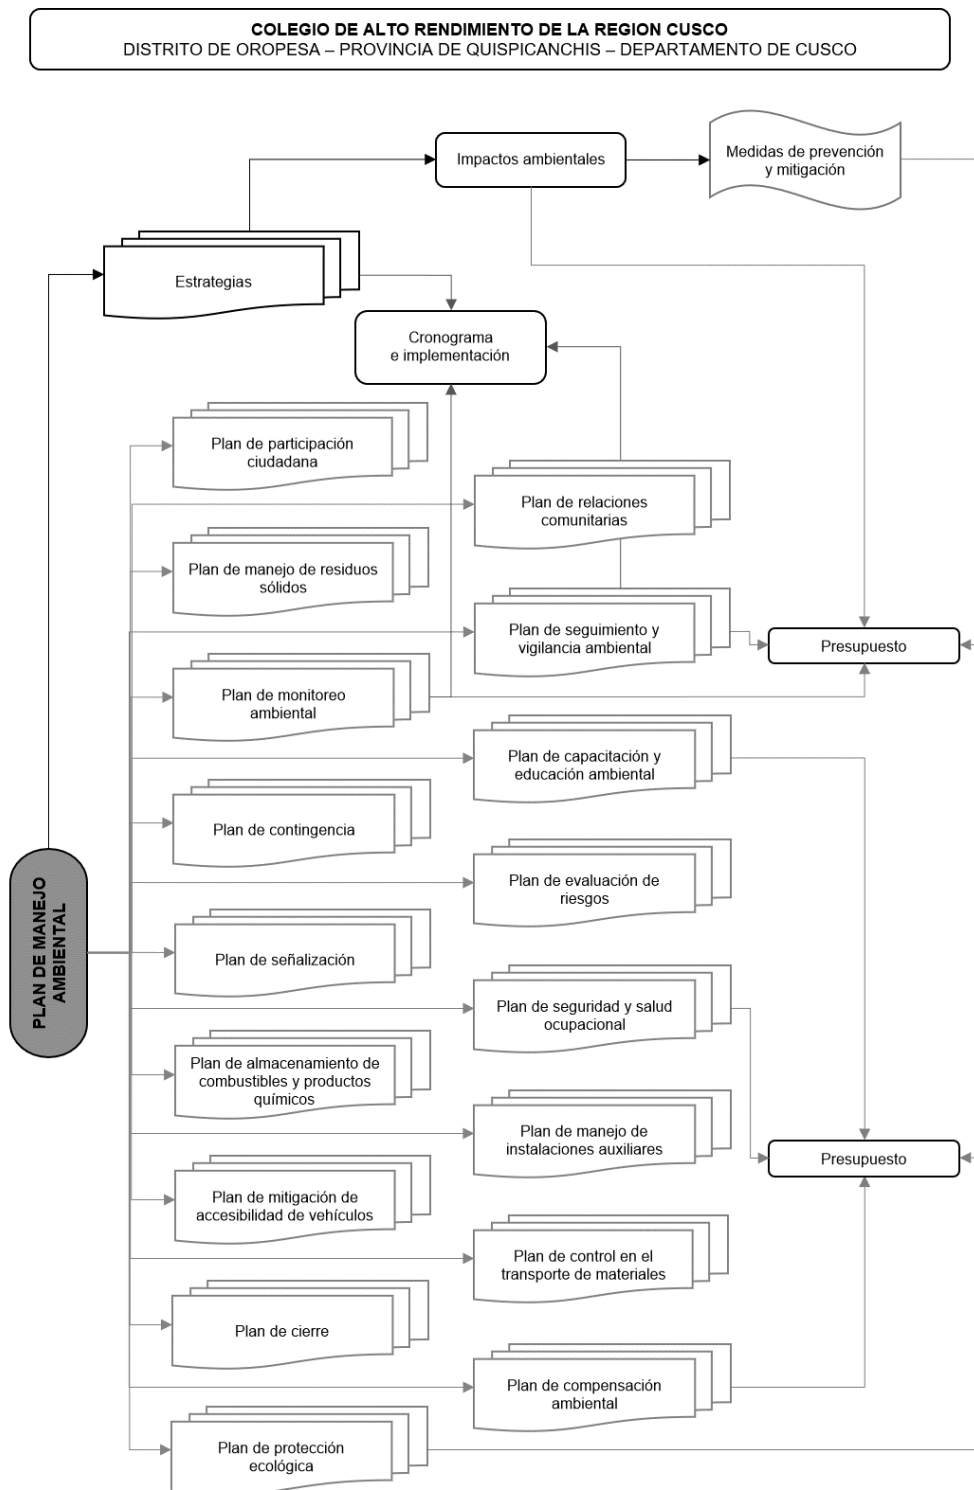 COLEGIO DE ALTO RENDIMIENTO DE LA REGION CUSCO
DISTRITO DE OROPESA – PROVINCIA DE QUISPICANCHIS – DEPARTAMENTO DE CUSCO
Impactos ambientales
Medidas de prevención
y mitigación
Estrategias
Cronograma
e implementación
Plan de participación
ciudadana
Plan de relaciones
comunitarias
Plan de manejo de residuos
sólidos
Plan de seguimiento y
vigilancia ambiental
Presupuesto
Plan de monitoreo
ambiental
Plan de capacitación y
educación ambiental
Plan de contingencia
Plan de evaluación de
riesgos
PLAN DE MANEJO
AMBIENTAL
Plan de señalización
Plan de seguridad y salud
ocupacional
Plan de almacenamiento de
combustibles y productos
químicos
Plan de manejo de
instalaciones auxiliares
Presupuesto
Plan de mitigación de
accesibilidad de vehículos
Plan de control en el
transporte de materiales
Plan de cierre
Plan de compensación
ambiental
Plan de protección
ecológica